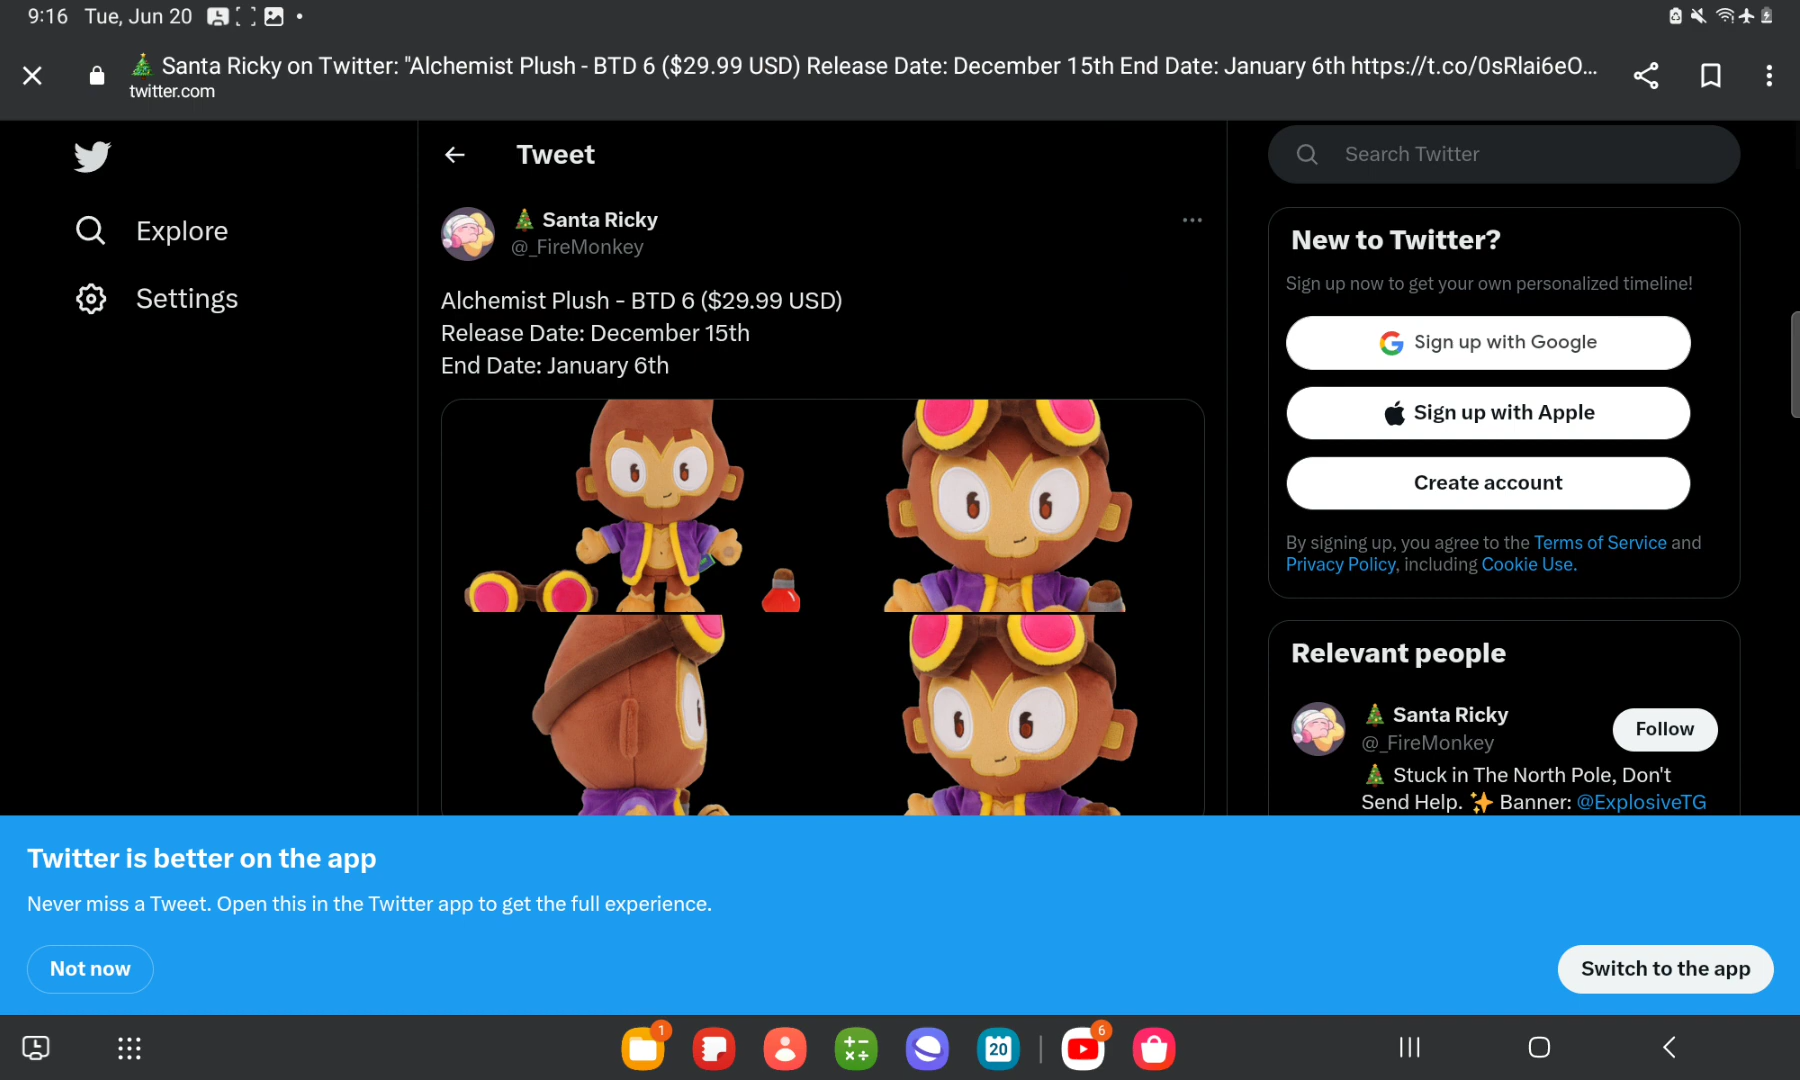 9:16 Tue, Jun 20
🎄 Santa Ricky on Twitter: "Alchemist Plush - BTD 6 ($29.99 USD) Release Date: December 15th End Date: January 6th https://t.co/0sRlai6eO...
twitter.com
Explore
Settings
Tweet
🎄 Santa Ricky
@_FireMonkey
Alchemist Plush - BTD 6 ($29.99 USD)
Release Date: December 15th
End Date: January 6th
Search Twitter
New to Twitter?
Sign up now to get your own personalized timeline!
Sign up with Google
Sign up with Apple
Create account
By signing up, you agree to the Terms of Service and
Privacy Policy, including Cookie Use.
Relevant people
🎄 Santa Ricky
@_FireMonkey
Follow
🎄 Stuck in The North Pole, Don't
Send Help. ✨ Banner: @ExplosiveTG
Twitter is better on the app
Never miss a Tweet. Open this in the Twitter app to get the full experience.
Not now
Switch to the app
1
20
6